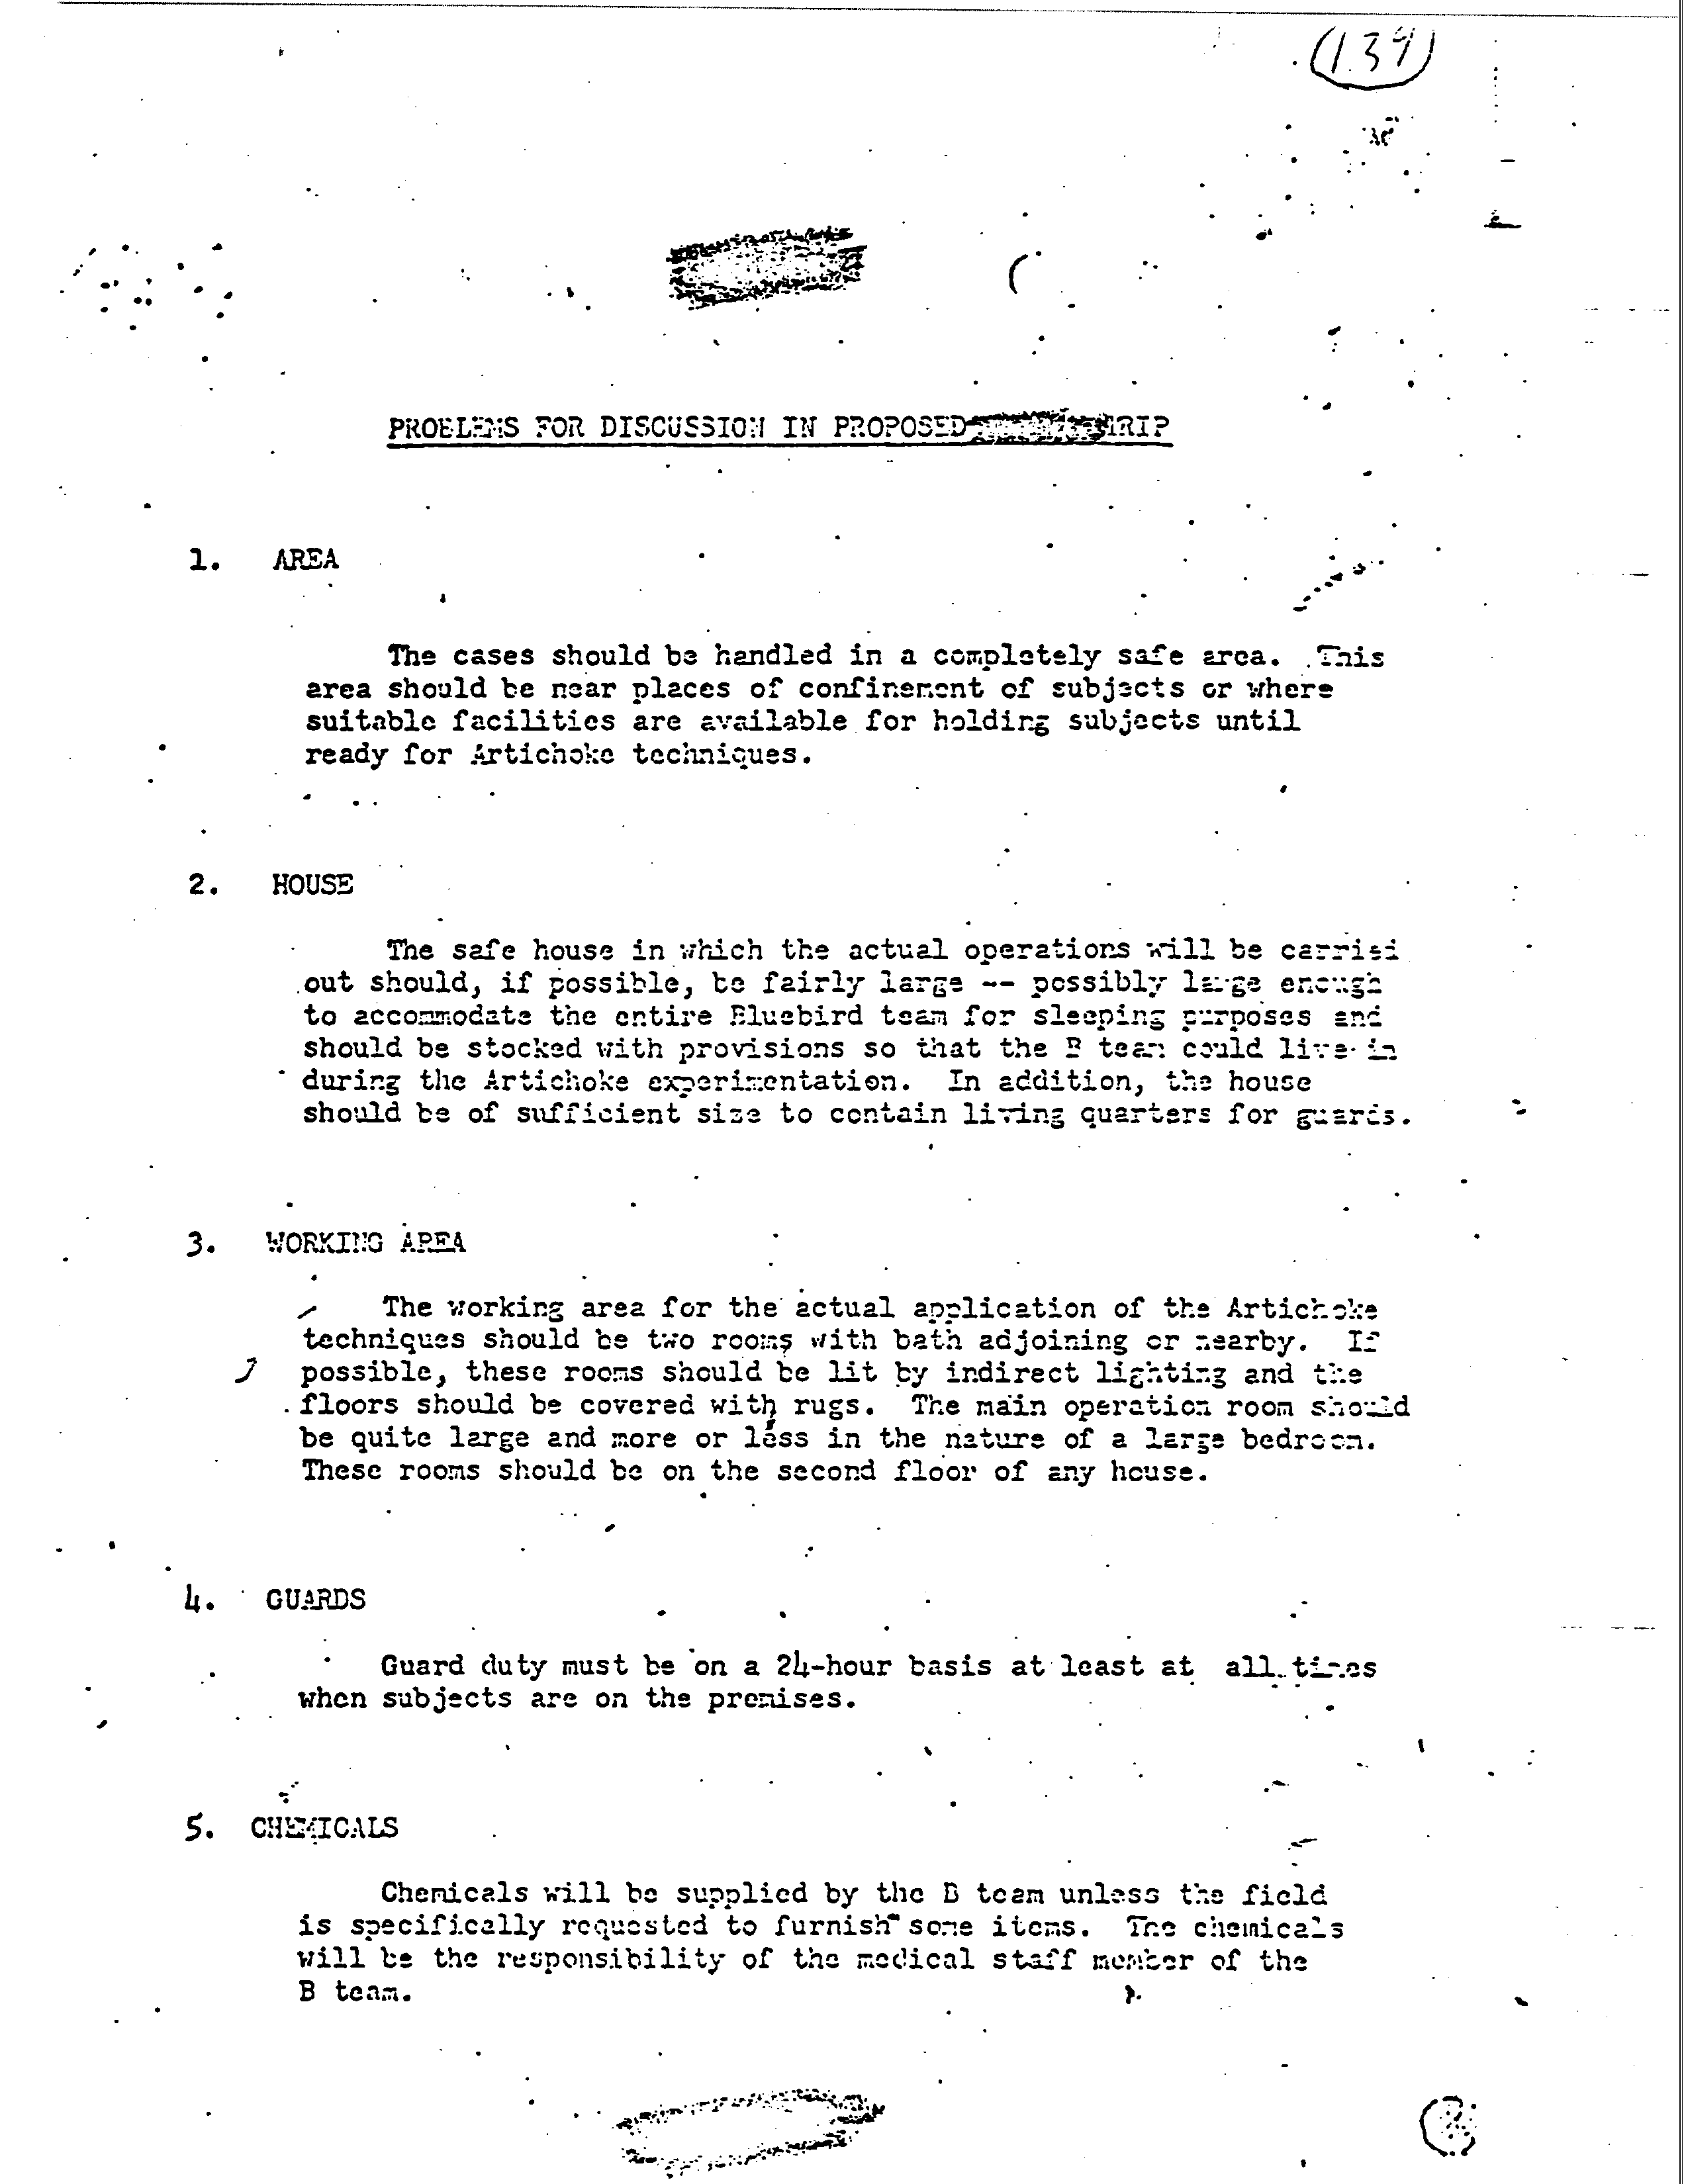 (139)
PROBLEMS FOR DISCUSSION IN PROPOSED TRIP
1. AREA
The cases should be handled in a completely safe area. This
area should be near places of confinement of subjects or where
suitable facilities are available for holding subjects until
ready for Artichoke techniques.
2. HOUSE
The safe house in which the actual operations will be carried
out should, if possible, be fairly large -- possibly large enough
to accommodate the entire Bluebird team for sleeping purposes and
should be stocked with provisions so that the B team could live in
during the Artichoke experimentation. In addition, the house
should be of sufficient size to contain living quarters for guards.
3. WORKING AREA
The working area for the actual application of the Artichoke
techniques should be two rooms with bath adjoining or nearby. If
possible, these rooms should be lit by indirect lighting and the
floors should be covered with rugs. The main operation room should
be quite large and more or less in the nature of a large bedroom.
These rooms should be on the second floor of any house.
4. GUARDS
Guard duty must be on a 24-hour basis at least at all times
when subjects are on the premises.
5. CHEMICALS
Chemicals will be supplied by the B team unless the field
is specifically requested to furnish some items. The chemicals
will be the responsibility of the medical staff member of the
B team.